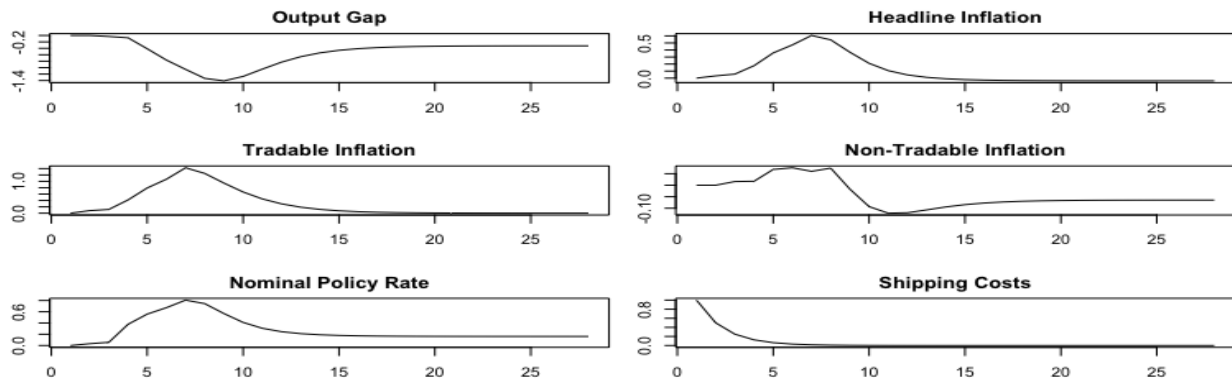 Output Gap
-0.2
-1.4
0 5 10 15 20 25
Headline Inflation
0.5
0.0
0 5 10 15 20 25
Tradable Inflation
1.0
0.0
0 5 10 15 20 25
Non-Tradable Inflation
-0.10
0 5 10 15 20 25
Nominal Policy Rate
0.6
0.0
0 5 10 15 20 25
Shipping Costs
0.8
0.0
0 5 10 15 20 25